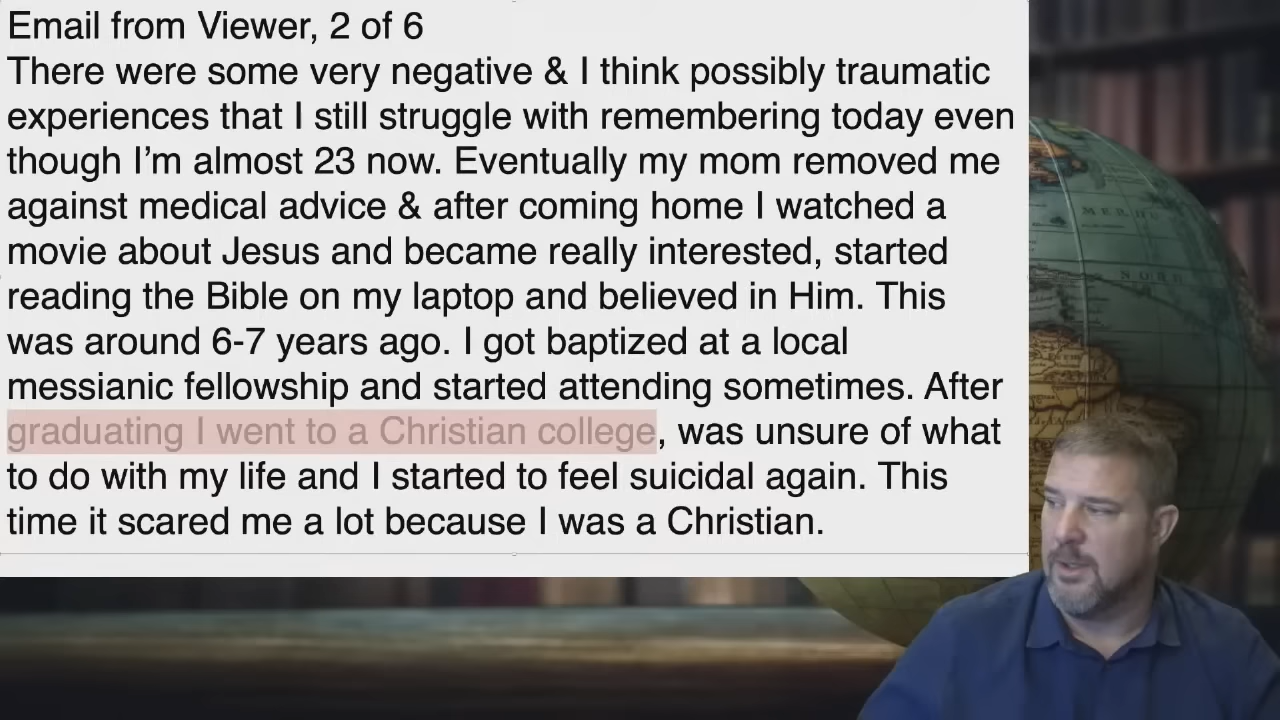 Email from Viewer, 2 of 6
There were some very negative & I think possibly traumatic
experiences that I still struggle with remembering today even
though I’m almost 23 now. Eventually my mom removed me
against medical advice & after coming home I watched a
movie about Jesus and became really interested, started
reading the Bible on my laptop and believed in Him. This
was around 6-7 years ago. I got baptized at a local
messianic fellowship and started attending sometimes. After
graduating I went to a Christian college, was unsure of what
to do with my life and I started to feel suicidal again. This
time it scared me a lot because I was a Christian.